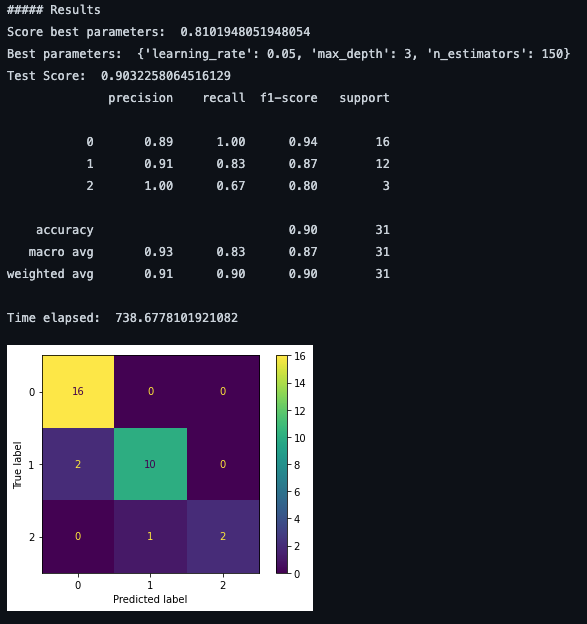 ##### Results
Score best parameters:  0.8101948051948054
Best parameters:  {'learning_rate': 0.05, 'max_depth': 3, 'n_estimators': 150}
Test Score:  0.9032258064516129
              precision    recall  f1-score   support

           0       0.89      1.00      0.94        16
           1       0.91      0.83      0.87        12
           2       1.00      0.67      0.80         3

    accuracy                           0.90        31
   macro avg       0.93      0.83      0.87        31
weighted avg       0.91      0.90      0.90        31

Time elapsed:  738.6778101921082
16
14
12
10
8
6
4
2
0
True label
0 16 0 0
1 2 10 0
2 0 1 2
0 1 2
Predicted label